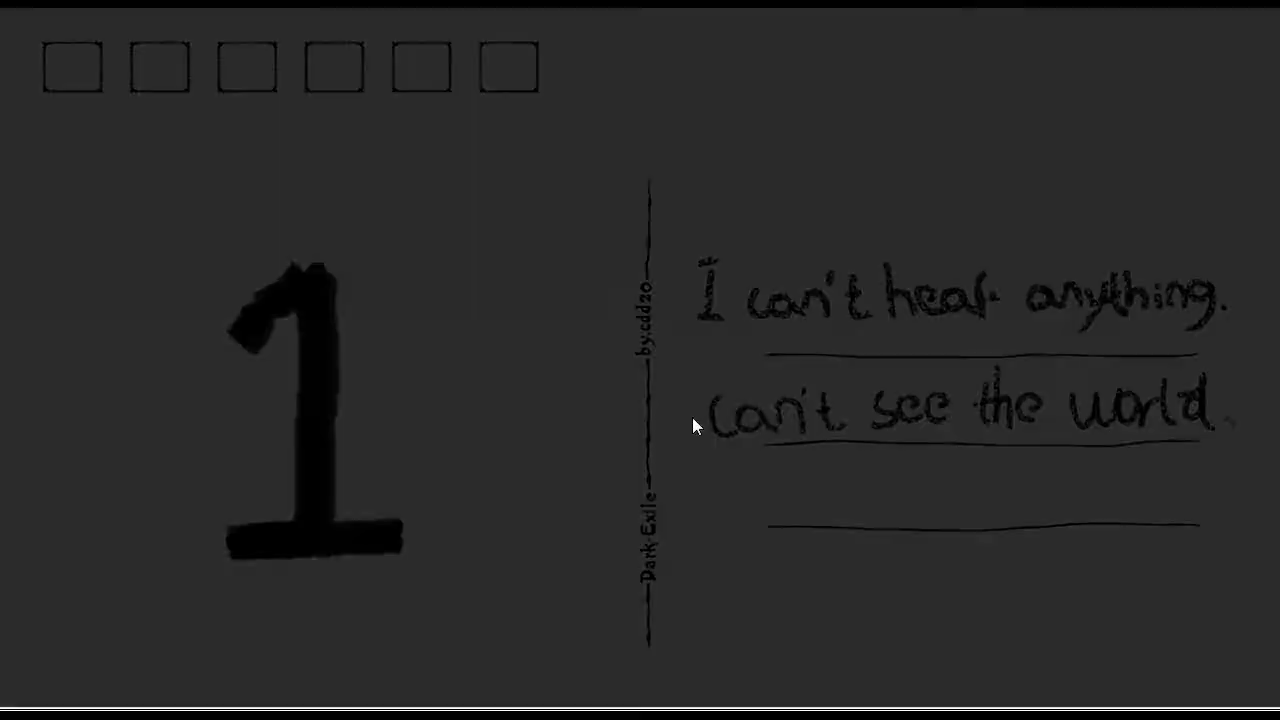 1
by:cdd20
Dark-Exile
I can't hear anything.
can't see the world.